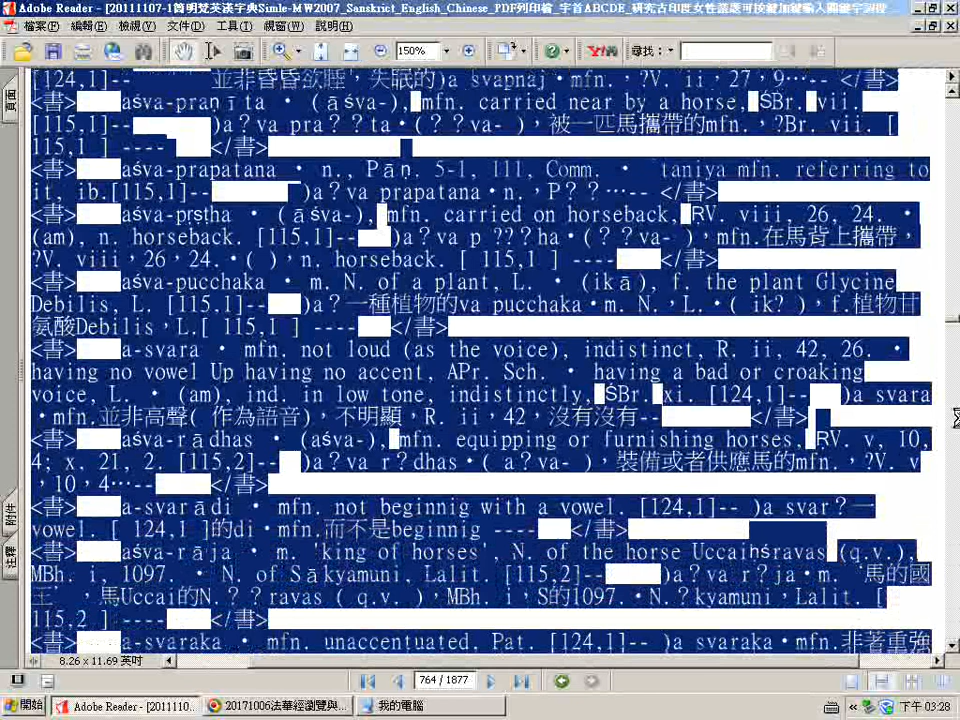 Adobe Reader - [20111107-1簡明梵英漢字典Simle-MW2007_Sanskrict_English_Chinese_PDF列印檔_字首ABCDE_研究古印度女性議題可按
檔案(F) 編輯(E) 檢視(V) 文件(D) 工具(T) 視窗(W) 說明(H)
150% 尋找：
頁面
附件
註釋
[124,1]-- 並非昏昏欲睡，失眠的)a svapnaj‧mfn.，?V. ii，27，9…-- </書>
<書> aśva-praṇīta ‧ (āśva-), mfn. carried near by a horse, ŚBr. vii.
[115,1]-- )a？va pra？？ta‧(？？va- )，被一匹馬攜帶的mfn.，?Br. vii. [
115,1 ] ---- </書>
<書> aśva-prapatana ‧ n., Pāṇ. 5-1, 111, Comm. ‧ taniya mfn. referring to
it, ib.[115,1]-- )a？va prapatana‧n.，P？？…-- </書>
<書> aśva-pṛṣṭha ‧ (āśva-), mfn. carried on horseback, RV. viii, 26, 24. ‧
(am), n. horseback. [115,1]-- )a？va p ???ha‧(？？va- )，mfn.在馬背上攜帶，
?V. viii，26，24.‧( )，n. horseback. [ 115,1 ] ---- </書>
<書> aśva-pucchaka ‧ m. N. of a plant, L. ‧ (ikā), f. the plant Glycine
Debilis, L. [115,1]-- )a？一種植物的va pucchaka‧m. N.，L.‧( ik?)，f.植物甘
氨酸Debilis，L.[ 115,1 ] ---- </書>
<書> a-svara ‧ mfn. not loud (as the voice), indistinct, R. ii, 42, 26. ‧
having no vowel Up having no accent, APr. Sch. ‧ having a bad or croaking
voice, L. ‧ (am), ind. in low tone, indistinctly, ŚBr. xi. [124,1]-- )a svara
‧mfn.並非高聲( 作為語音)，不明顯，R. ii，42，沒有沒有-- </書>
<書> aśva-rādhas ‧ (aśva-), mfn. equipping or furnishing horses, RV. v, 10,
4; x. 21, 2. [115,2]-- )a？va r？dhas‧( a？va- )，裝備或者供應馬的mfn.，?V. v
，10，4…-- </書>
<書> a-svarādi ‧ mfn. not beginnig with a vowel. [124,1]-- )a svar？一
vowel. [ 124,1 ]的di‧mfn.而不是beginnig ---- </書>
<書> aśva-rāja ‧ m. 'king of horses', N. of the horse Uccaihśravas (q.v.),
MBh. i, 1097. ‧ N. of Sākyamuni, Lalit. [115,2]-- )a？va r？ja‧m.‘馬的國
王’，馬Uccai的N.？？ravas ( q.v. )，MBh. i，S的1097.‧N.？kyamuni，Lalit. [
115,2 ] ---- </書>
<書> a-svaraka ‧ mfn. unaccentuated, Pat. [124,1]-- )a svaraka‧mfn.非著重強
8.26 x 11.69 英吋
764 / 1877
開始 Adobe Reader - [2011110... 20171006法華經瀏覽與... 我的電腦 下午 03:28